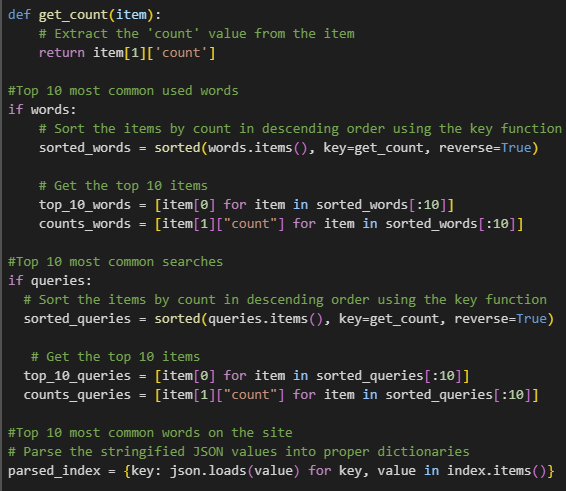 def get_count(item):
    # Extract the 'count' value from the item
    return item[1]['count']

#Top 10 most common used words
if words:
    # Sort the items by count in descending order using the key function
    sorted_words = sorted(words.items(), key=get_count, reverse=True)

    # Get the top 10 items
    top_10_words = [item[0] for item in sorted_words[:10]]
    counts_words = [item[1]["count"] for item in sorted_words[:10]]

#Top 10 most common searches
if queries:
  # Sort the items by count in descending order using the key function
  sorted_queries = sorted(queries.items(), key=get_count, reverse=True)

   # Get the top 10 items
  top_10_queries = [item[0] for item in sorted_queries[:10]]
  counts_queries = [item[1]["count"] for item in sorted_queries[:10]]

#Top 10 most common words on the site
# Parse the stringified JSON values into proper dictionaries
parsed_index = {key: json.loads(value) for key, value in index.items()}